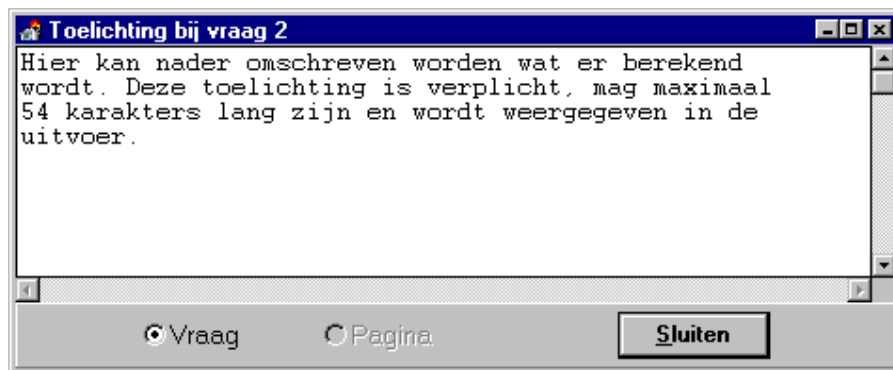 Toelichting bij vraag 2
Hier kan nader omschreven worden wat er berekend
wordt. Deze toelichting is verplicht, mag maximaal
54 karakters lang zijn en wordt weergegeven in de
uitvoer.
Vraag Pagina Sluiten